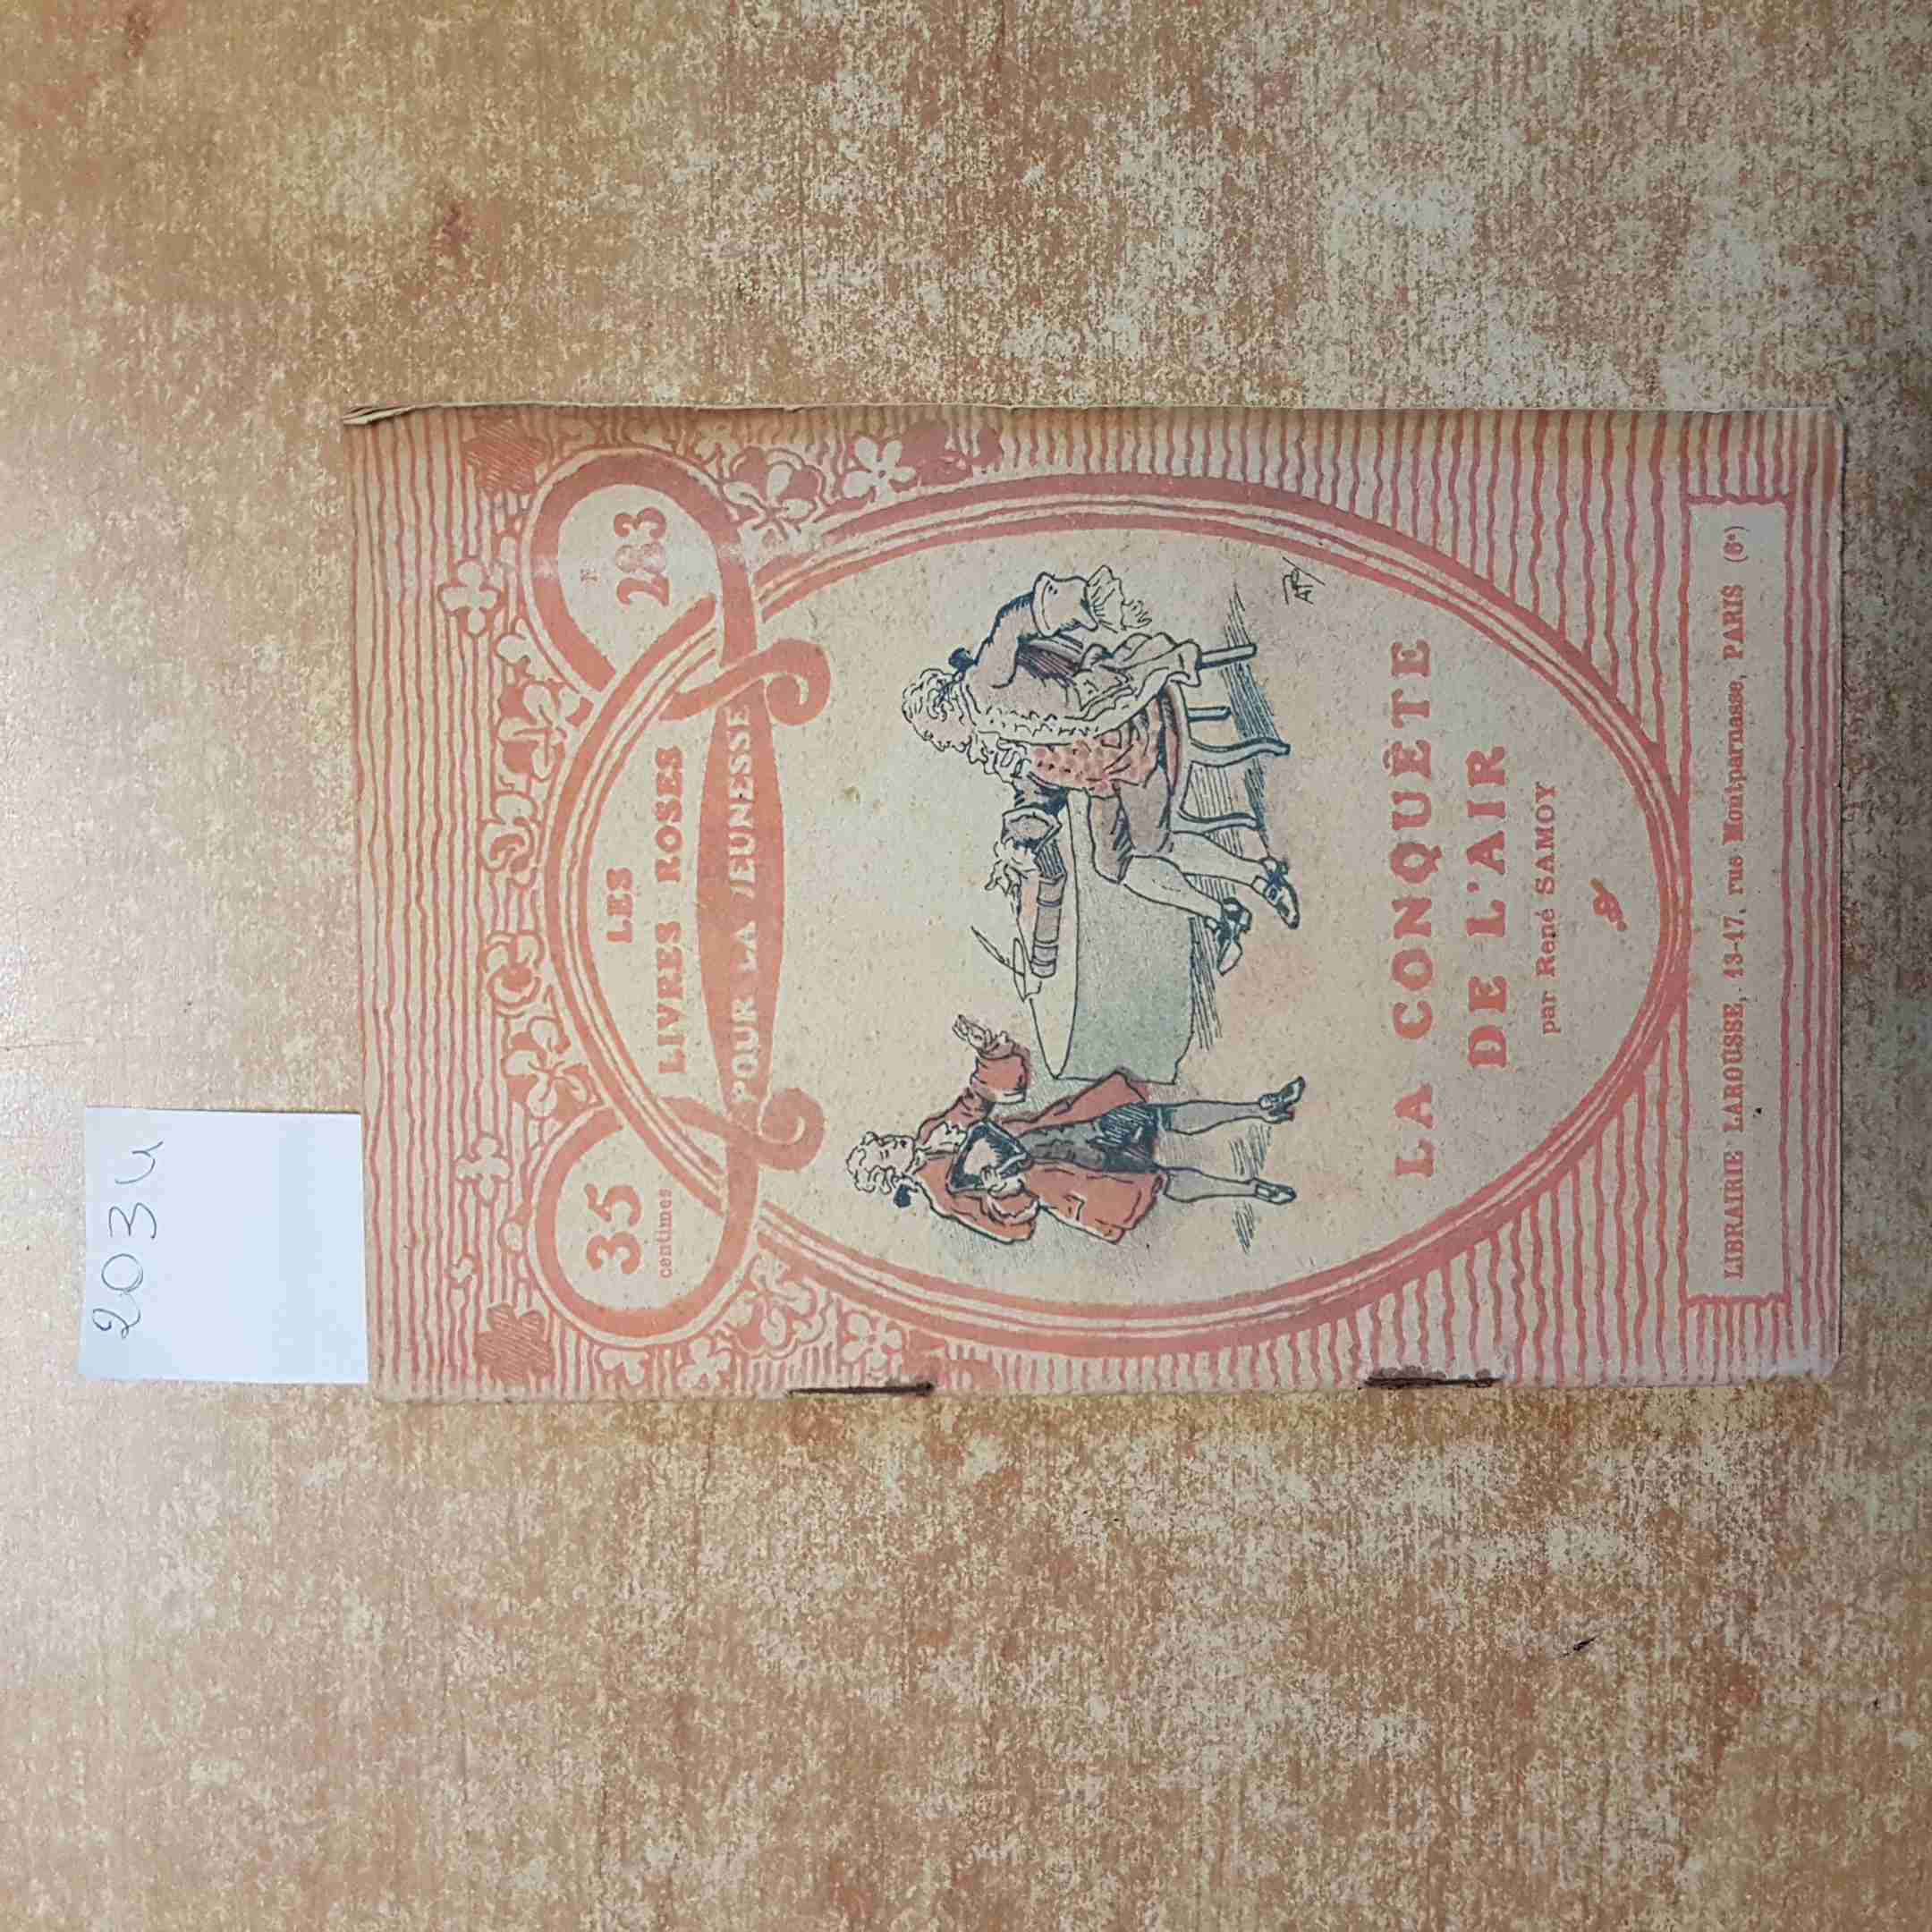 2034
35
centimes
N°
283
LES
LIVRES ROSES
POUR LA JEUNESSE
LA CONQUÊTE
DE L'AIR
par René SAMOY
LIBRAIRIE LAROUSSE, 13-17, rue Montparnasse, PARIS (6e)